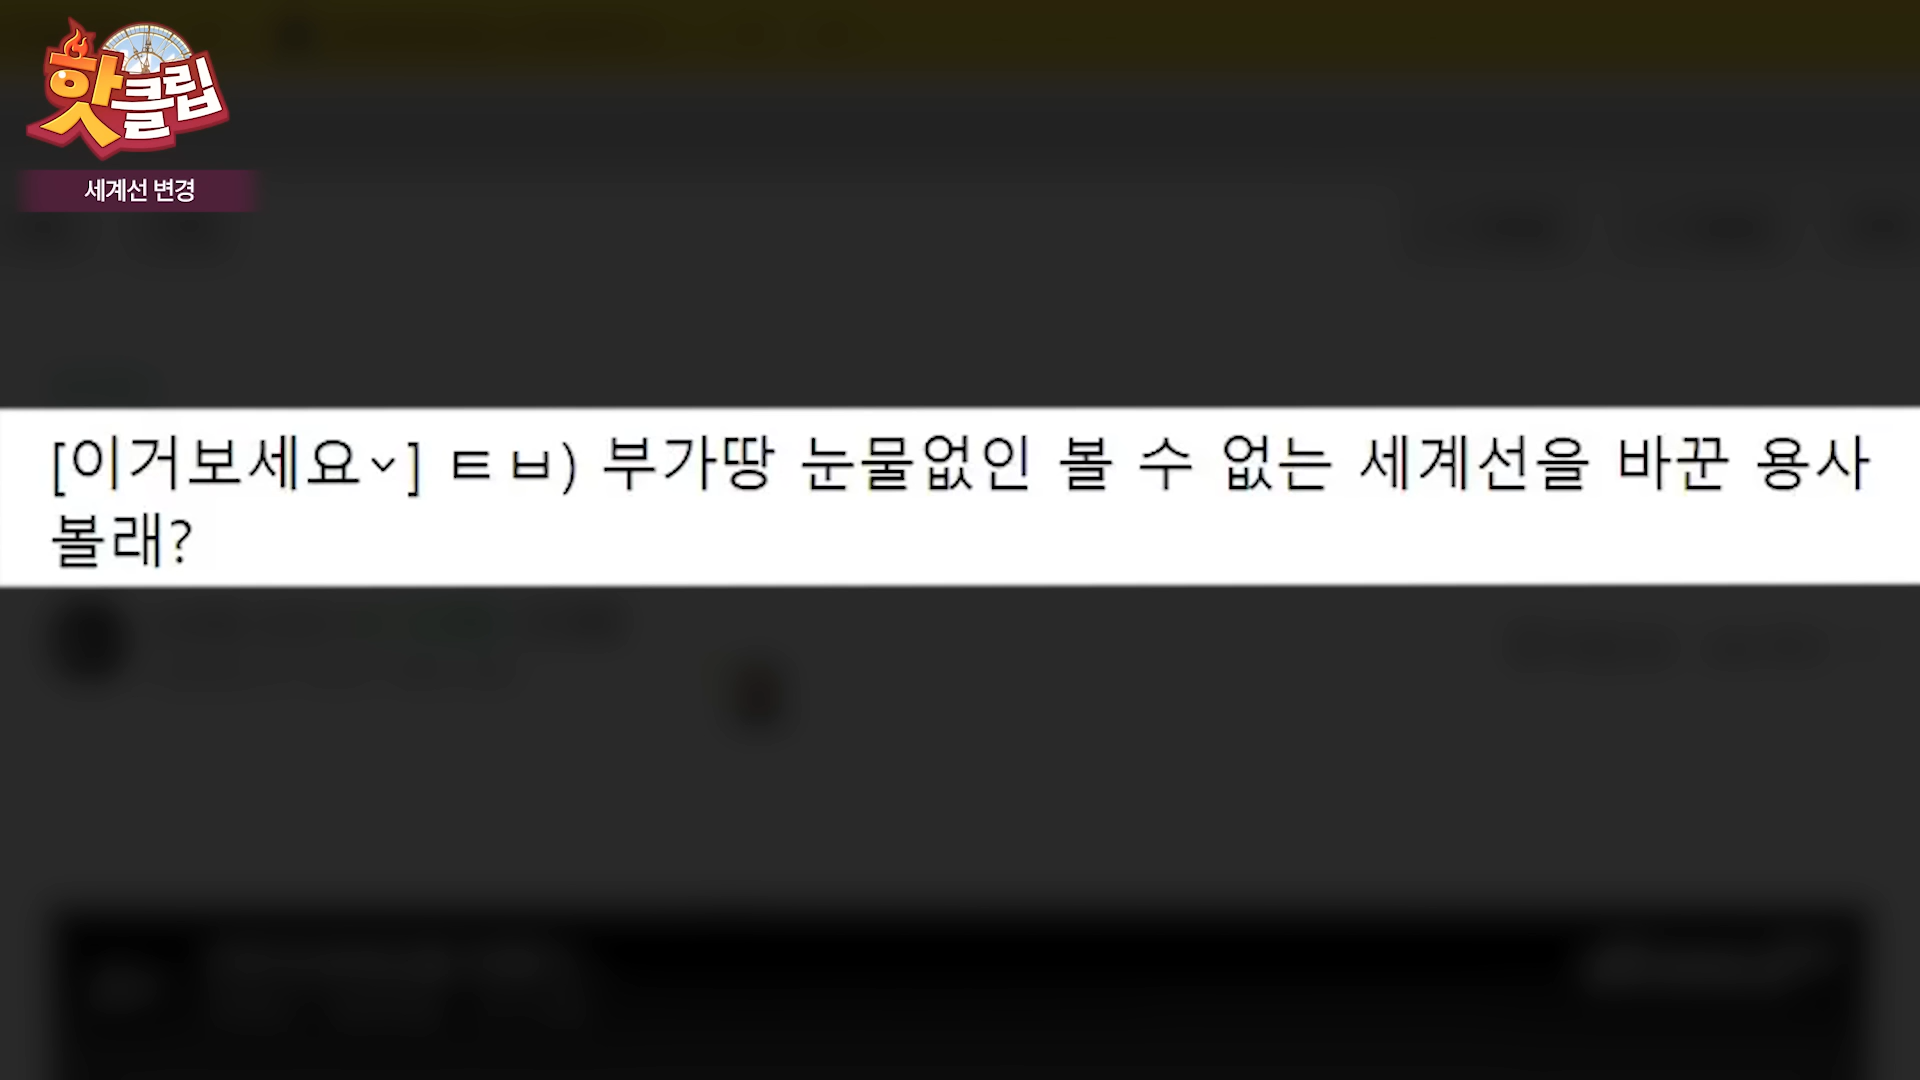 핫클립
세계선 변경
[이거보세요ᵕ] ㅌㅂ) 부가땅 눈물없인 볼 수 없는 세계선을 바꾼 용사
볼래?